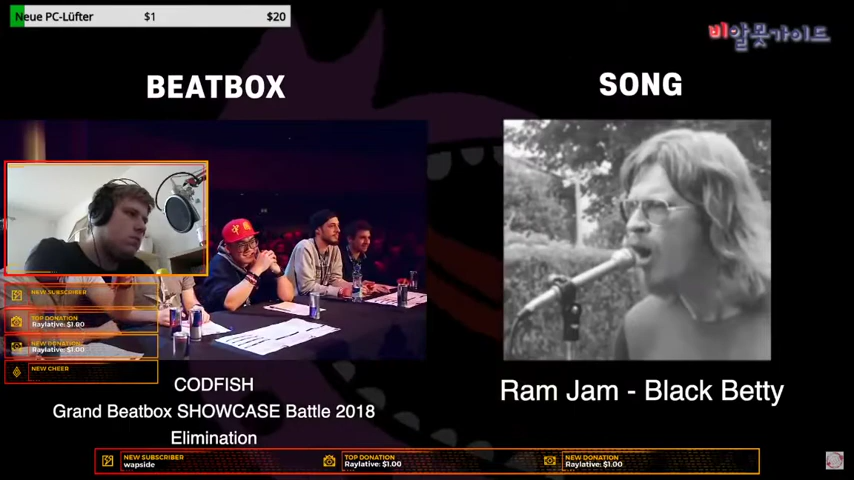 Neue PC-Lüfter $1 $20
비알못가이드
BEATBOX
SONG
NEW SUBSCRIBER
TOP DONATION
Raylative: $1.00
NEW DONATION
Raylative: $1.00
NEW CHEER
CODFISH
Grand Beatbox SHOWCASE Battle 2018
Elimination
Ram Jam - Black Betty
NEW SUBSCRIBER
wapside
TOP DONATION
Raylative: $1.00
NEW DONATION
Raylative: $1.00